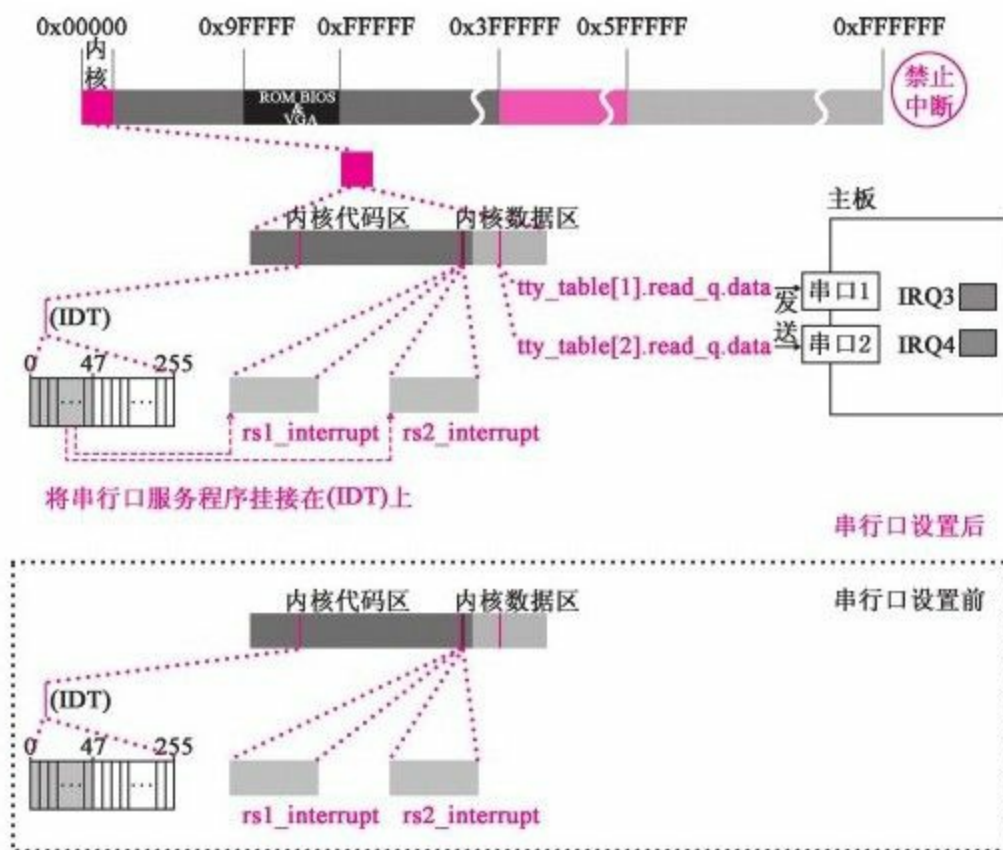 0x00000 0x9FFFF 0xFFFFF 0x3FFFFF 0x5FFFFF 0xFFFFFF
内核
禁止
中断
ROM BIOS
&
VGA
内核代码区 内核数据区
主板
tty_table[1].read_q.data
发送
串口1
IRQ3
tty_table[2].read_q.data
串口2
IRQ4
(IDT)
0 47 255
... ...
rs1_interrupt rs2_interrupt
将串行口服务程序挂接在(IDT)上
串行口设置后
内核代码区 内核数据区
串行口设置前
(IDT)
0 47 255
... ...
rs1_interrupt rs2_interrupt